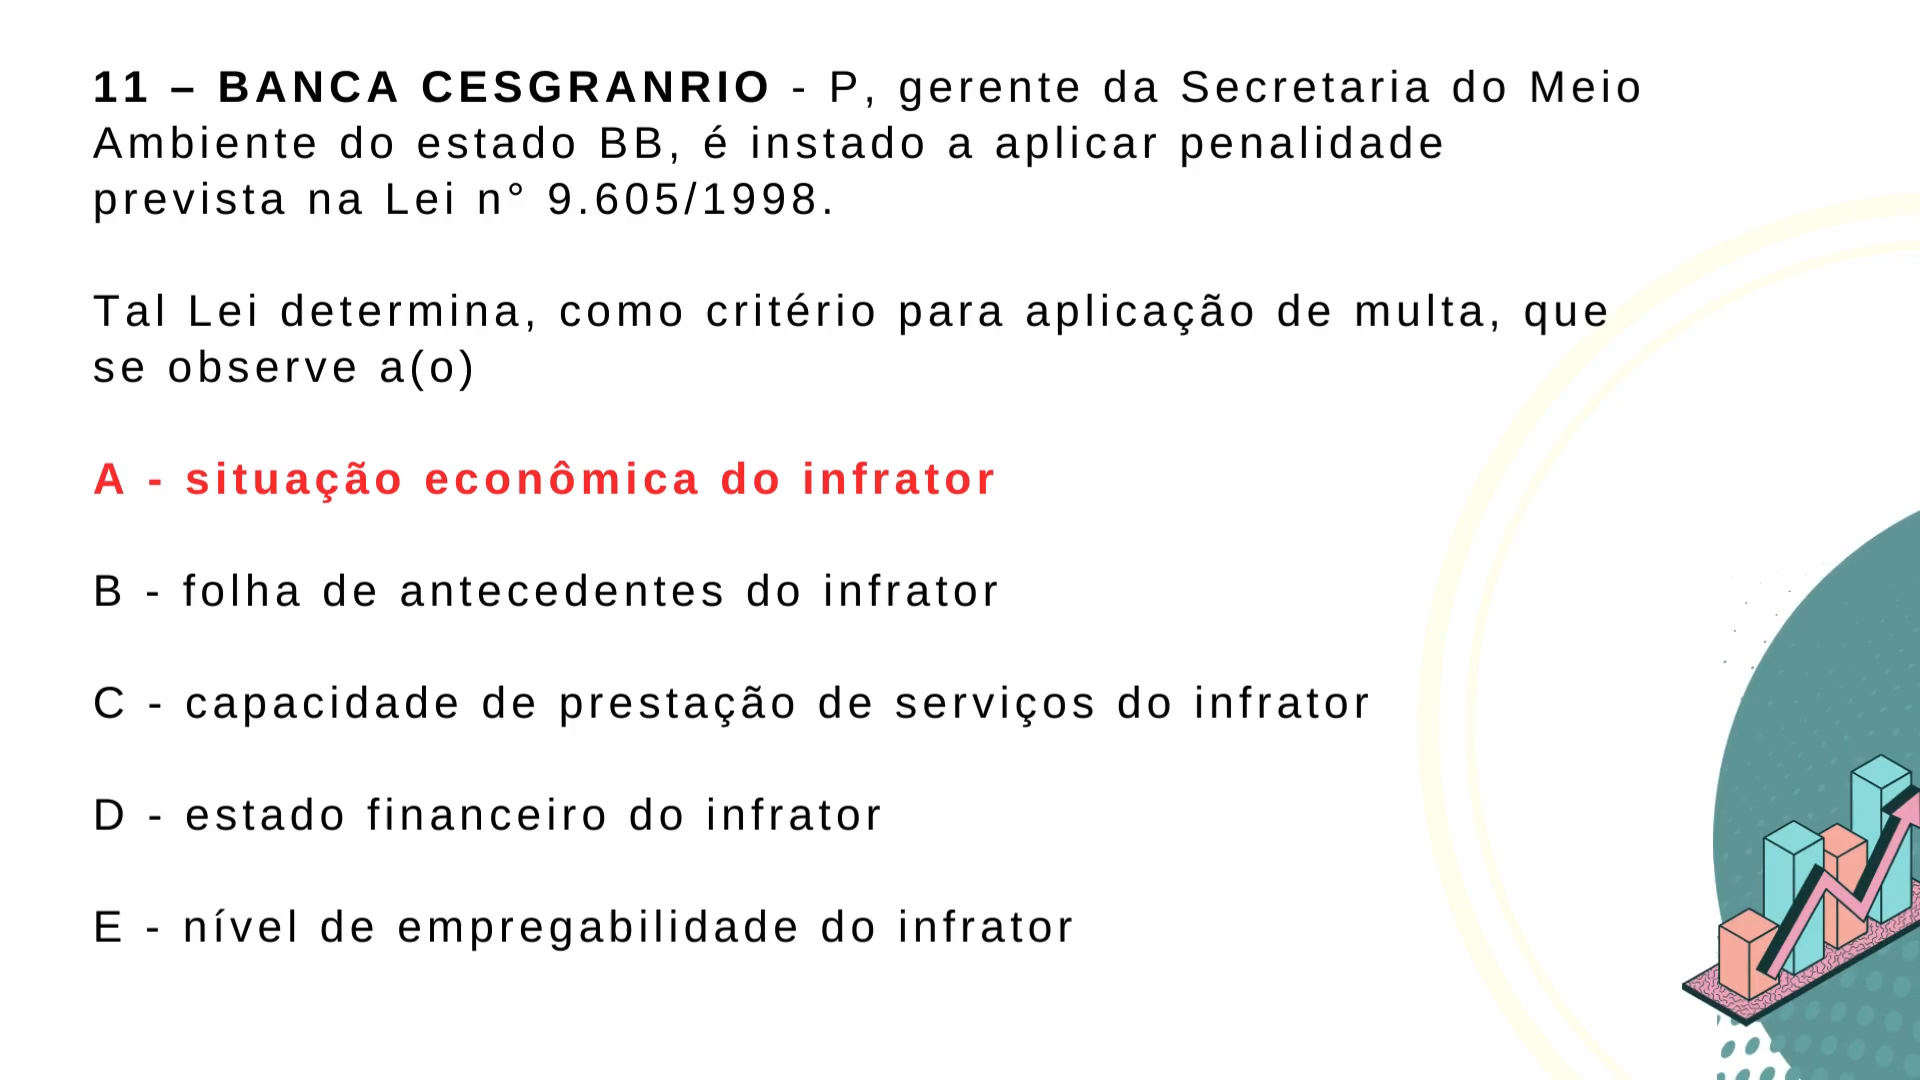 11 – BANCA CESGRANRIO - P, gerente da Secretaria do Meio
Ambiente do estado BB, é instado a aplicar penalidade
prevista na Lei n° 9.605/1998.
Tal Lei determina, como critério para aplicação de multa, que
se observe a(o)
A - situação econômica do infrator
B - folha de antecedentes do infrator
C - capacidade de prestação de serviços do infrator
D - estado financeiro do infrator
E - nível de empregabilidade do infrator